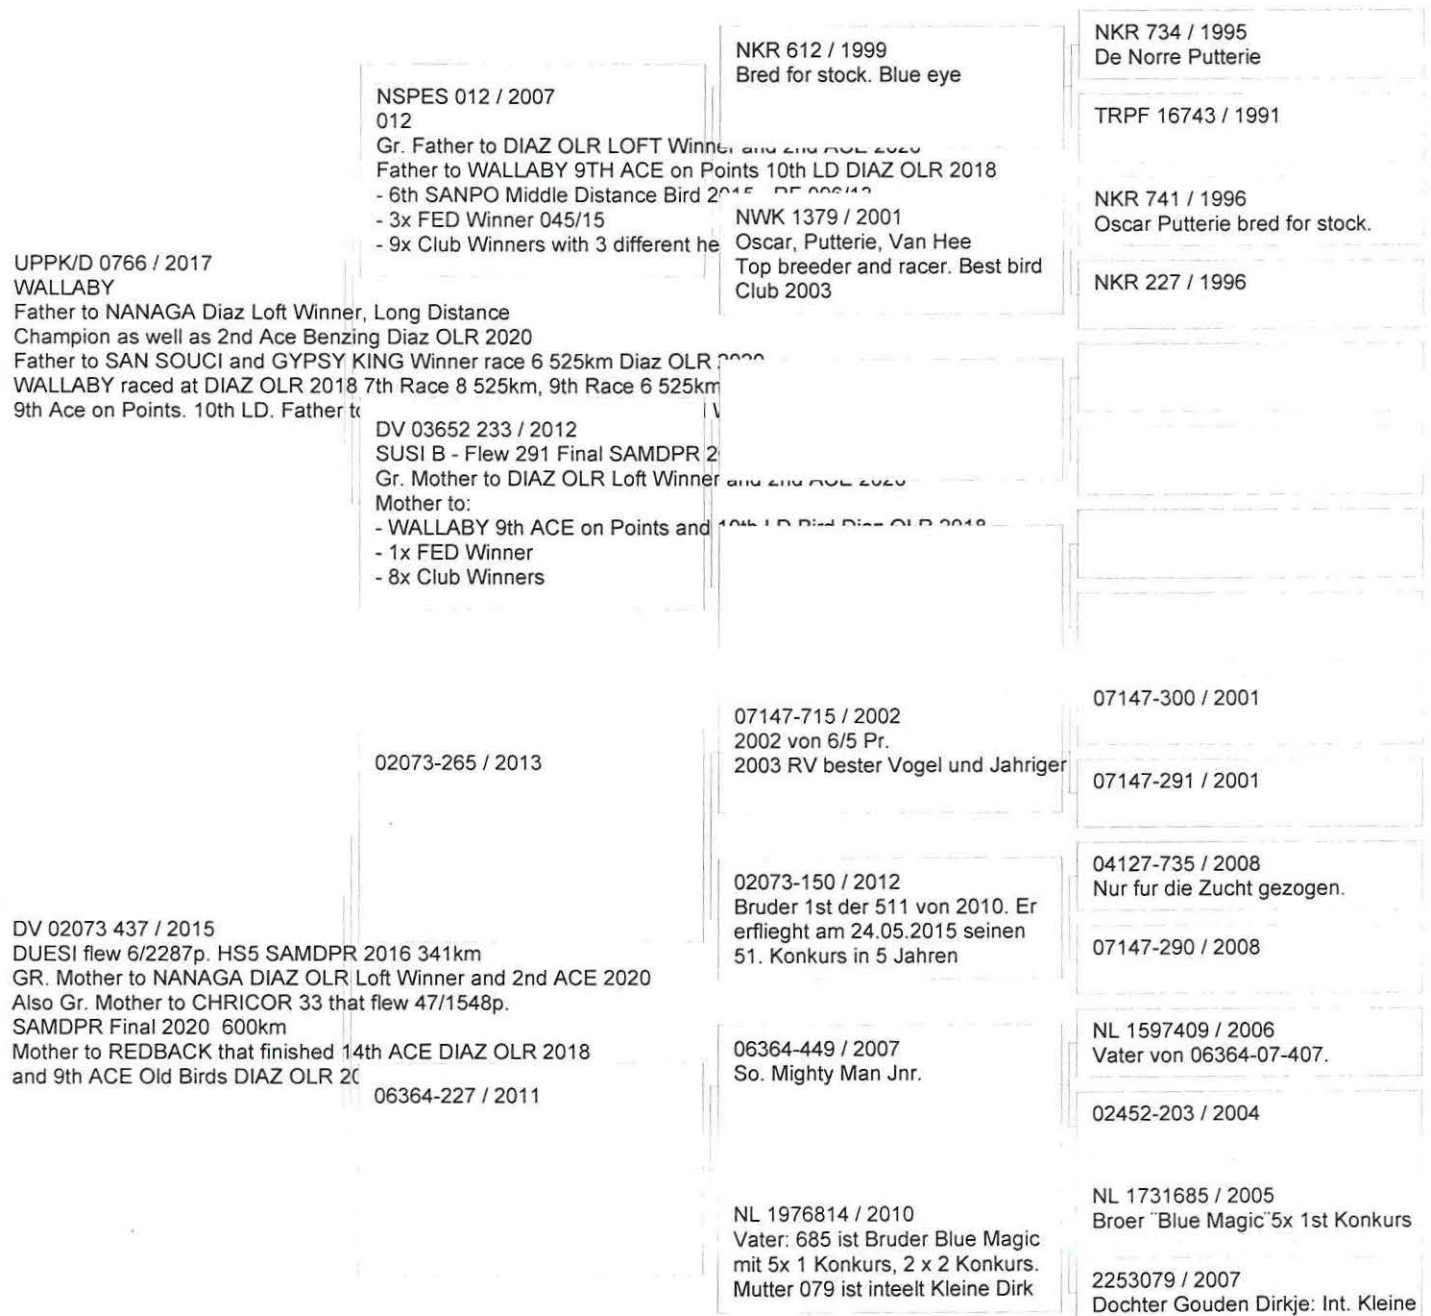 UPPK/D 0766 / 2017
WALLABY
Father to NANAGA Diaz Loft Winner, Long Distance
Champion as well as 2nd Ace Benzing Diaz OLR 2020
Father to SAN SOUCI and GYPSY KING Winner race 6 525km Diaz OLR 2020
WALLABY raced at DIAZ OLR 2018 7th Race 8 525km, 9th Race 6 525km
9th Ace on Points. 10th LD. Father to
DV 02073 437 / 2015
DUESI flew 6/2287p. HS5 SAMDPR 2016 341km
GR. Mother to NANAGA DIAZ OLR Loft Winner and 2nd ACE 2020
Also Gr. Mother to CHRICOR 33 that flew 47/1548p.
SAMDPR Final 2020 600km
Mother to REDBACK that finished 14th ACE DIAZ OLR 2018
and 9th ACE Old Birds DIAZ OLR
NSPES 012 / 2007
012
Gr. Father to DIAZ OLR LOFT Winner and 2nd ACE 2020
Father to WALLABY 9TH ACE on Points 10th LD DIAZ OLR 2018
- 6th SANPO Middle Distance Bird 2015
- 3x FED Winner 045/15
- 9x Club Winners with 3 different
DV 03652 233 / 2012
SUSI B - Flew 291 Final SAMDPR
Gr. Mother to DIAZ OLR Loft Winner and 2nd ACE 2020
Mother to:
- WALLABY 9th ACE on Points and 10th LD Bird Diaz OLR 2018
- 1x FED Winner
- 8x Club Winners
02073-265 / 2013
06364-227 / 2011
NKR 612 / 1999
Bred for stock. Blue eye
NWK 1379 / 2001
Oscar, Putterie, Van Hee
Top breeder and racer. Best bird
Club 2003
07147-715 / 2002
2002 von 6/5 Pr.
2003 RV bester Vogel und Jahriger
02073-150 / 2012
Bruder 1st der 511 von 2010. Er
erflieght am 24.05.2015 seinen
51. Konkurs in 5 Jahren
06364-449 / 2007
So. Mighty Man Jnr.
NL 1976814 / 2010
Vater: 685 ist Bruder Blue Magic
mit 5x 1 Konkurs, 2 x 2 Konkurs.
Mutter 079 ist inteelt Kleine Dirk
NKR 734 / 1995
De Norre Putterie
TRPF 16743 / 1991
NKR 741 / 1996
Oscar Putterie bred for stock.
NKR 227 / 1996
07147-300 / 2001
07147-291 / 2001
04127-735 / 2008
Nur fur die Zucht gezogen.
07147-290 / 2008
NL 1597409 / 2006
Vater von 06364-07-407.
02452-203 / 2004
NL 1731685 / 2005
Broer ¨Blue Magic¨5x 1st Konkurs
2253079 / 2007
Dochter Gouden Dirkje: Int. Kleine